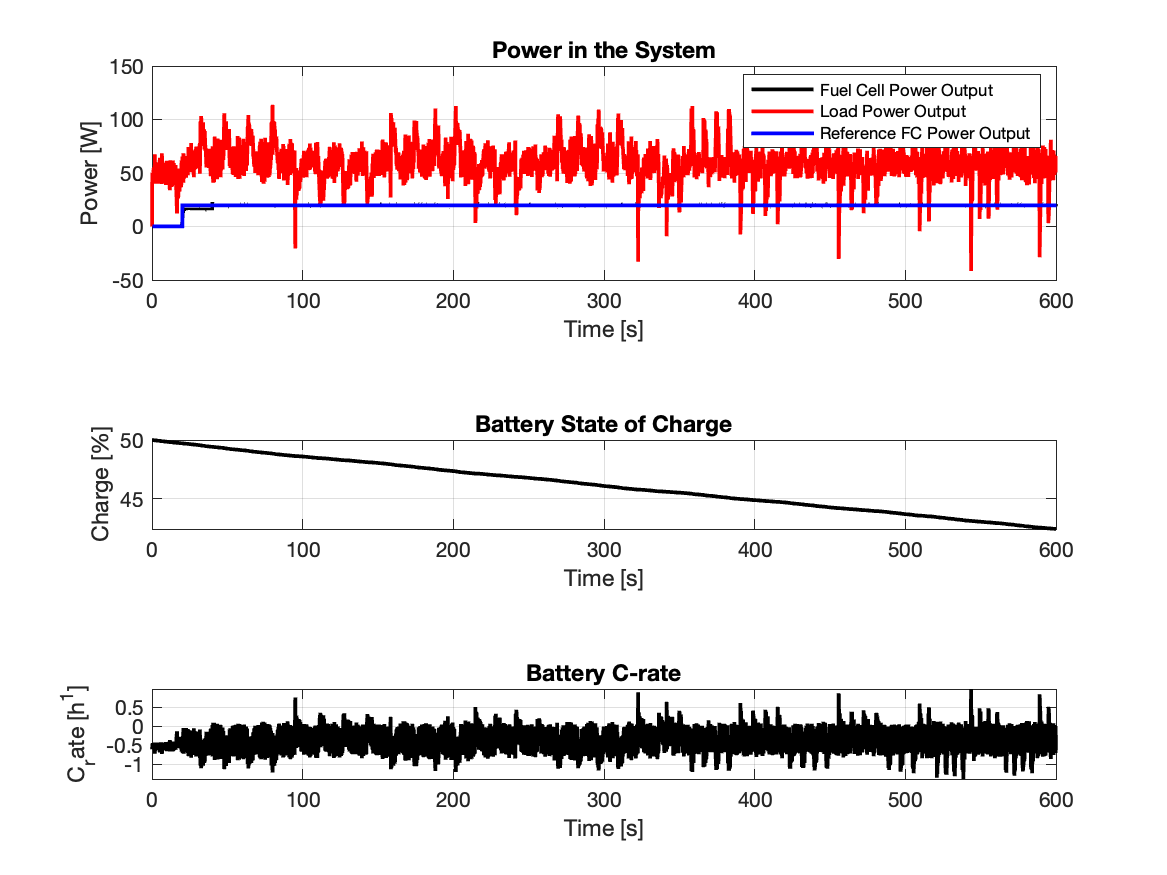 Power in the System
150
100
50
0
-50
Power [W]
Fuel Cell Power Output
Load Power Output
Reference FC Power Output
0 100 200 300 400 500 600
Time [s]
Battery State of Charge
50
45
Charge [%]
0 100 200 300 400 500 600
Time [s]
Battery C-rate
0.5
0
-0.5
-1
C_rate [h^1]
0 100 200 300 400 500 600
Time [s]